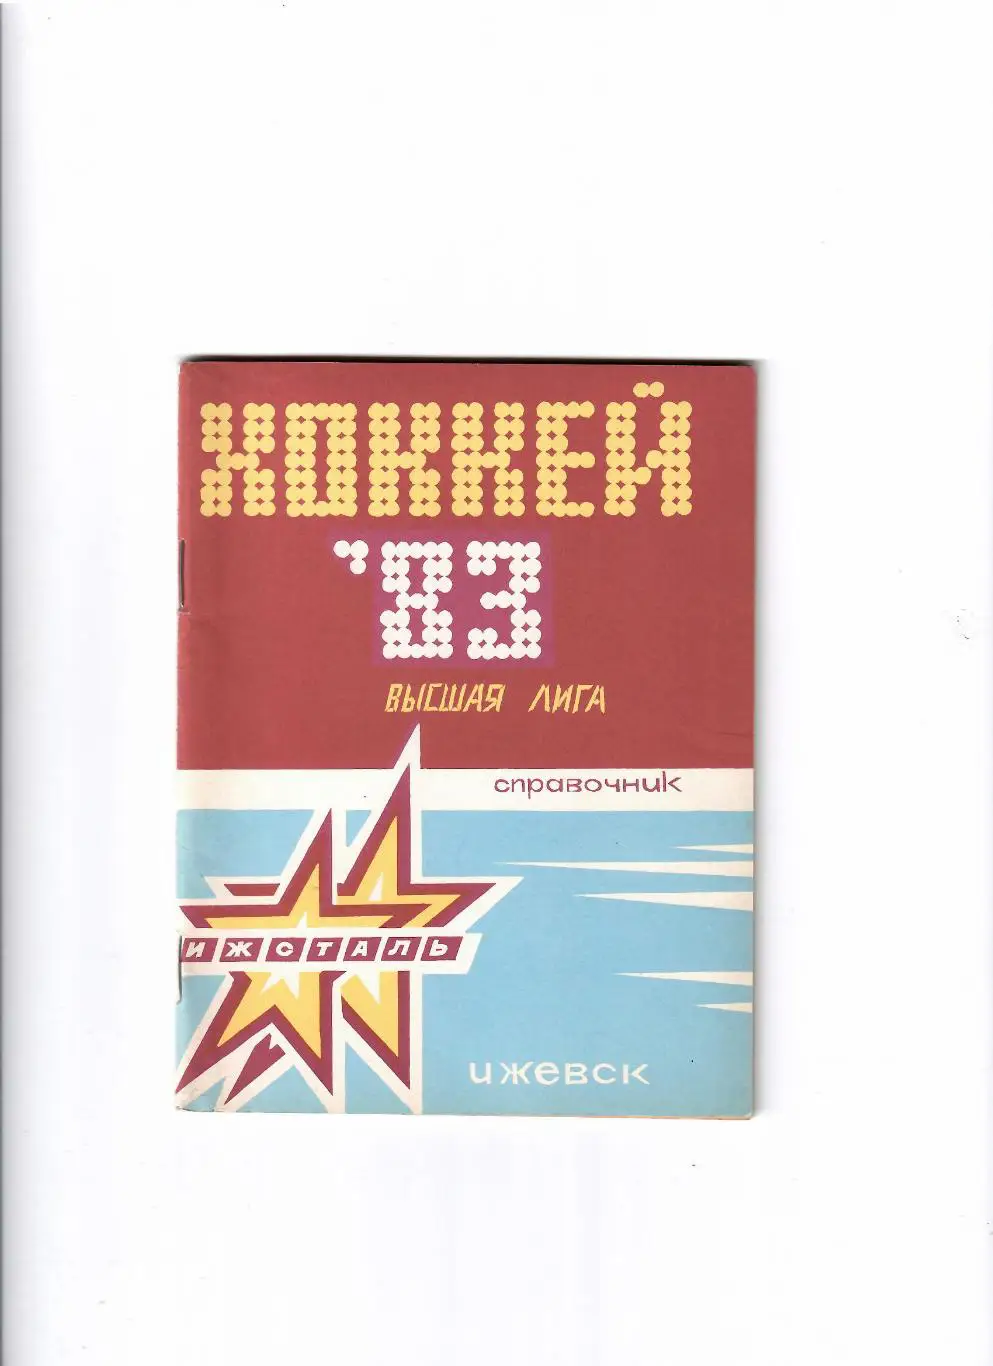 ХОККЕЙ
'83
ВЫСШАЯ ЛИГА
справочник
ИЖСТАЛЬ
ижевск